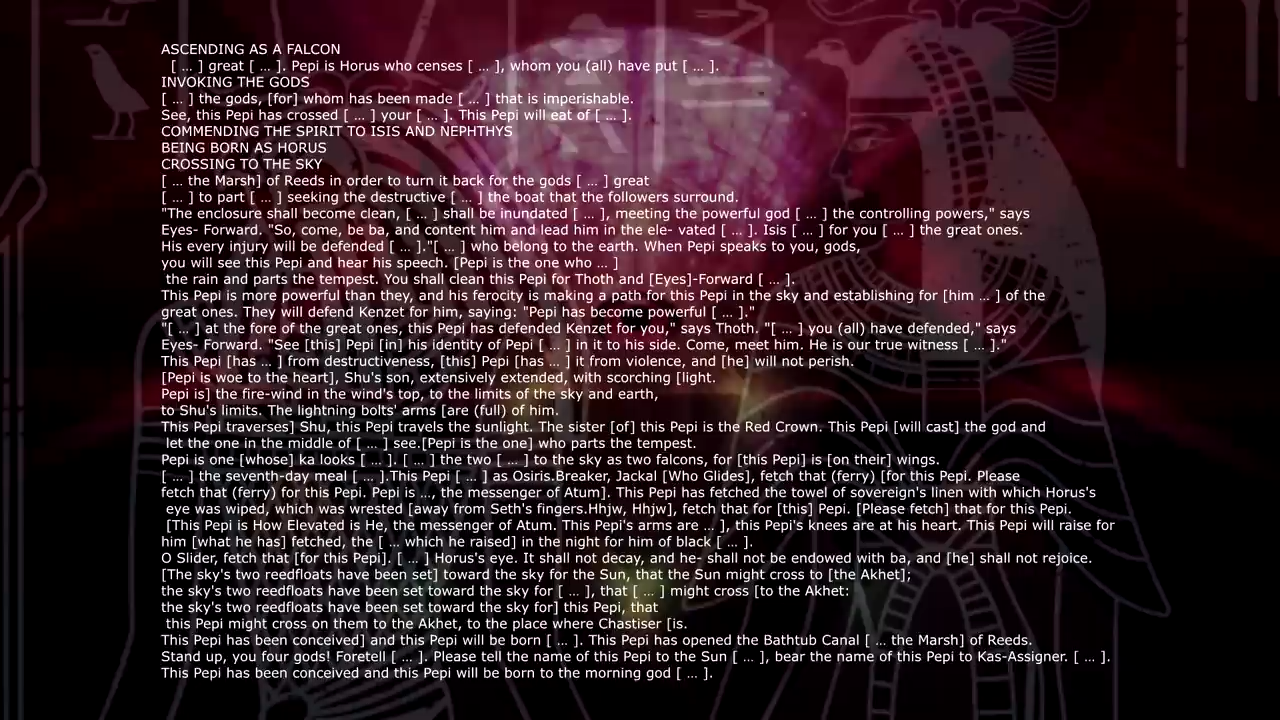 ASCENDING AS A FALCON
[ … ] great [ … ]. Pepi is Horus who censes [ … ], whom you (all) have put [ … ].
INVOKING THE GODS
[ … ] the gods, [for] whom has been made [ … ] that is imperishable.
See, this Pepi has crossed [ … ] your [ … ]. This Pepi will eat of [ … ].
COMMENDING THE SPIRIT TO ISIS AND NEPHTHYS
BEING BORN AS HORUS
CROSSING TO THE SKY
[ … the Marsh] of Reeds in order to turn it back for the gods [ … ] great
[ … ] to part [ … ] seeking the destructive [ … ] the boat that the followers surround.
"The enclosure shall become clean, [ … ] shall be inundated [ … ], meeting the powerful god [ … ] the controlling powers," says
Eyes- Forward. "So, come, be ba, and content him and lead him in the ele- vated [ … ]. Isis [ … ] for you [ … ] the great ones.
His every injury will be defended [ … ]."[ … ] who belong to the earth. When Pepi speaks to you, gods,
you will see this Pepi and hear his speech. [Pepi is the one who … ]
the rain and parts the tempest. You shall clean this Pepi for Thoth and [Eyes]-Forward [ … ].
This Pepi is more powerful than they, and his ferocity is making a path for this Pepi in the sky and establishing for [him … ] of the
great ones. They will defend Kenzet for him, saying: "Pepi has become powerful [ … ]."
"[ … ] at the fore of the great ones, this Pepi has defended Kenzet for you," says Thoth. "[ … ] you (all) have defended," says
Eyes- Forward. "See [this] Pepi [in] his identity of Pepi [ … ] in it to his side. Come, meet him. He is our true witness [ … ]."
This Pepi [has … ] from destructiveness, [this] Pepi [has … ] it from violence, and [he] will not perish.
[Pepi is woe to the heart], Shu's son, extensively extended, with scorching [light.
Pepi is] the fire-wind in the wind's top, to the limits of the sky and earth,
to Shu's limits. The lightning bolts' arms [are (full) of him.
This Pepi traverses] Shu, this Pepi travels the sunlight. The sister [of] this Pepi is the Red Crown. This Pepi [will cast] the god and
let the one in the middle of [ … ] see.[Pepi is the one] who parts the tempest.
Pepi is one [whose] ka looks [ … ]. [ … ] the two [ … ] to the sky as two falcons, for [this Pepi] is [on their] wings.
[ … ] the seventh-day meal [ … ].This Pepi [ … ] as Osiris.Breaker, Jackal [Who Glides], fetch that (ferry) [for this Pepi. Please
fetch that (ferry) for this Pepi. Pepi is …, the messenger of Atum]. This Pepi has fetched the towel of sovereign's linen with which Horus's
eye was wiped, which was wrested [away from Seth's fingers.Hhjw, Hhjw], fetch that for [this] Pepi. [Please fetch] that for this Pepi.
[This Pepi is How Elevated is He, the messenger of Atum. This Pepi's arms are … ], this Pepi's knees are at his heart. This Pepi will raise for
him [what he has] fetched, the [ … which he raised] in the night for him of black [ … ].
O Slider, fetch that [for this Pepi]. [ … ] Horus's eye. It shall not decay, and he- shall not be endowed with ba, and [he] shall not rejoice.
[The sky's two reedfloats have been set] toward the sky for the Sun, that the Sun might cross to [the Akhet];
the sky's two reedfloats have been set toward the sky for [ … ], that [ … ] might cross [to the Akhet:
the sky's two reedfloats have been set toward the sky for] this Pepi, that
this Pepi might cross on them to the Akhet, to the place where Chastiser [is.
This Pepi has been conceived] and this Pepi will be born [ … ]. This Pepi has opened the Bathtub Canal [ … the Marsh] of Reeds.
Stand up, you four gods! Foretell [ … ]. Please tell the name of this Pepi to the Sun [ … ], bear the name of this Pepi to Kas-Assigner. [ … ].
This Pepi has been conceived and this Pepi will be born to the morning god [ … ].